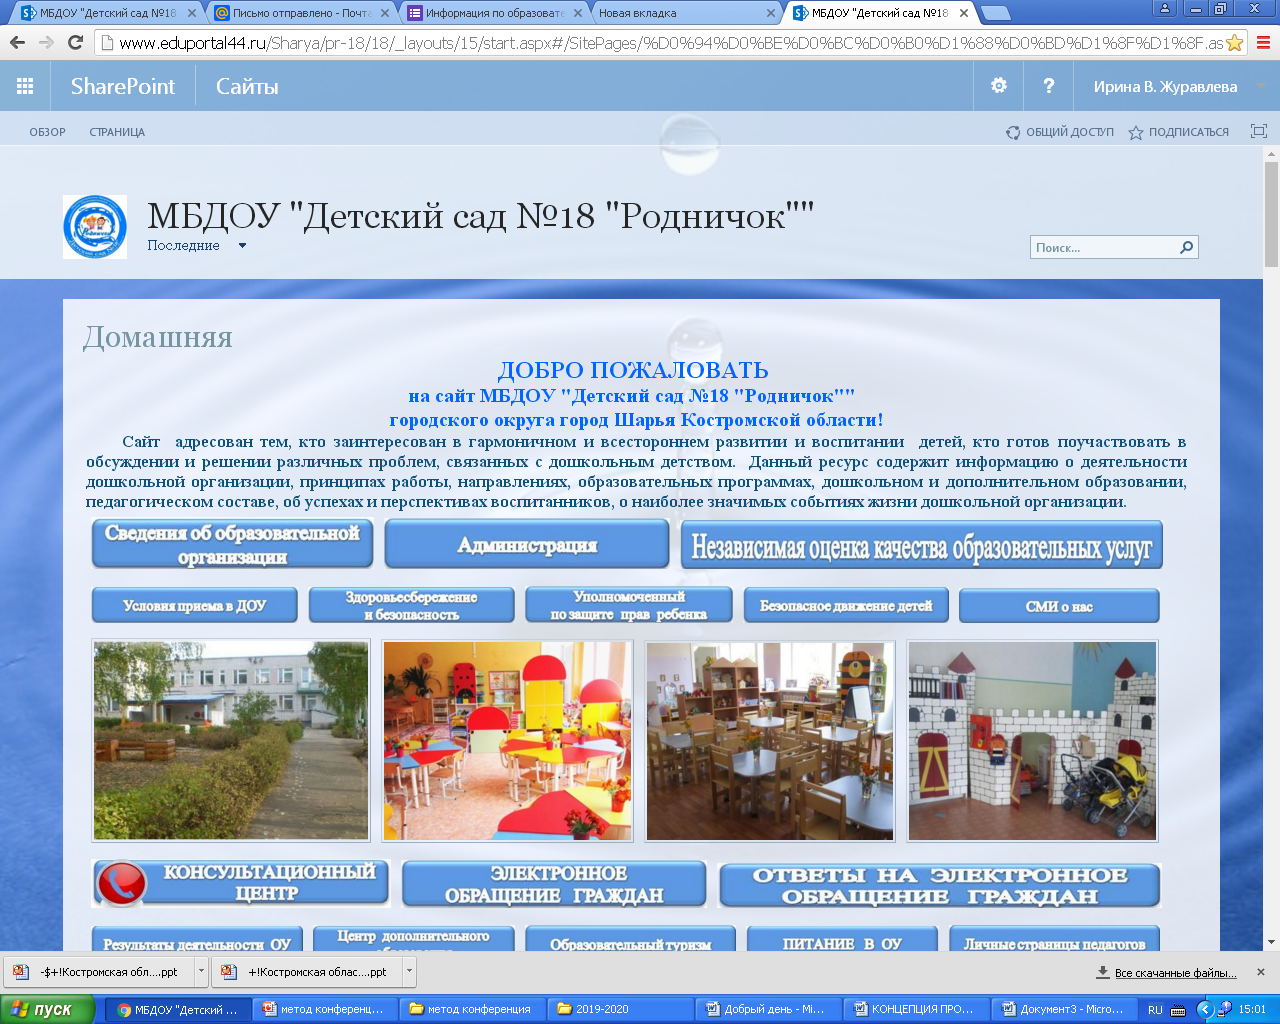 МБДОУ "Детский сад №18
Письмо отправлено - Почта
Информация по образоват
Новая вкладка
МБДОУ "Детский сад №18
www.eduportal44.ru/Sharya/pr-18/18/_layouts/15/start.aspx#/SitePages/%D0%94%D0%BE%D0%BC%D0%B0%D1%88%D0%BD%D1%8F%D1%8F.as
SharePoint Сайты ? Ирина В. Журавлева
ОБЗОР СТРАНИЦА ОБЩИЙ ДОСТУП ПОДПИСАТЬСЯ
МБДОУ "Детский сад №18 "Родничок""
Последние
Поиск...
Домашняя
ДОБРО ПОЖАЛОВАТЬ
на сайт МБДОУ "Детский сад №18 "Родничок""
городского округа город Шарья Костромской области!
Сайт адресован тем, кто заинтересован в гармоничном и всестороннем развитии и воспитании детей, кто готов поучаствовать в
обсуждении и решении различных проблем, связанных с дошкольным детством. Данный ресурс содержит информацию о деятельности
дошкольной организации, принципах работы, направлениях, образовательных программах, дошкольном и дополнительном образовании,
педагогическом составе, об успехах и перспективах воспитанников, о наиболее значимых событиях жизни дошкольной организации.
Сведения об образовательной
организации
Администрация
Независимая оценка качества образовательных услуг
Условия приема в ДОУ
Здоровьесбережение
и безопасность
Уполномоченный
по защите прав ребенка
Безопасное движение детей
СМИ о нас
КОНСУЛЬТАЦИОННЫЙ
ЦЕНТР
ЭЛЕКТРОННОЕ
ОБРАЩЕНИЕ ГРАЖДАН
ОТВЕТЫ НА ЭЛЕКТРОННОЕ
ОБРАЩЕНИЕ ГРАЖДАН
Результаты деятельности ОУ
Центр дополнительного
Образовательный туризм
ПИТАНИЕ В ОУ
Личные страницы педагогов
-$+!Костромская обл....ppt
+!Костромская облас....ppt
Все скачанные файлы...
пуск
МБДОУ "Детский ...
метод конференц...
метод конференция
2019-2020
Добрый день - Mi...
КОНЦЕПЦИЯ ПРО...
Документ3 - Micro...
RU
15:01